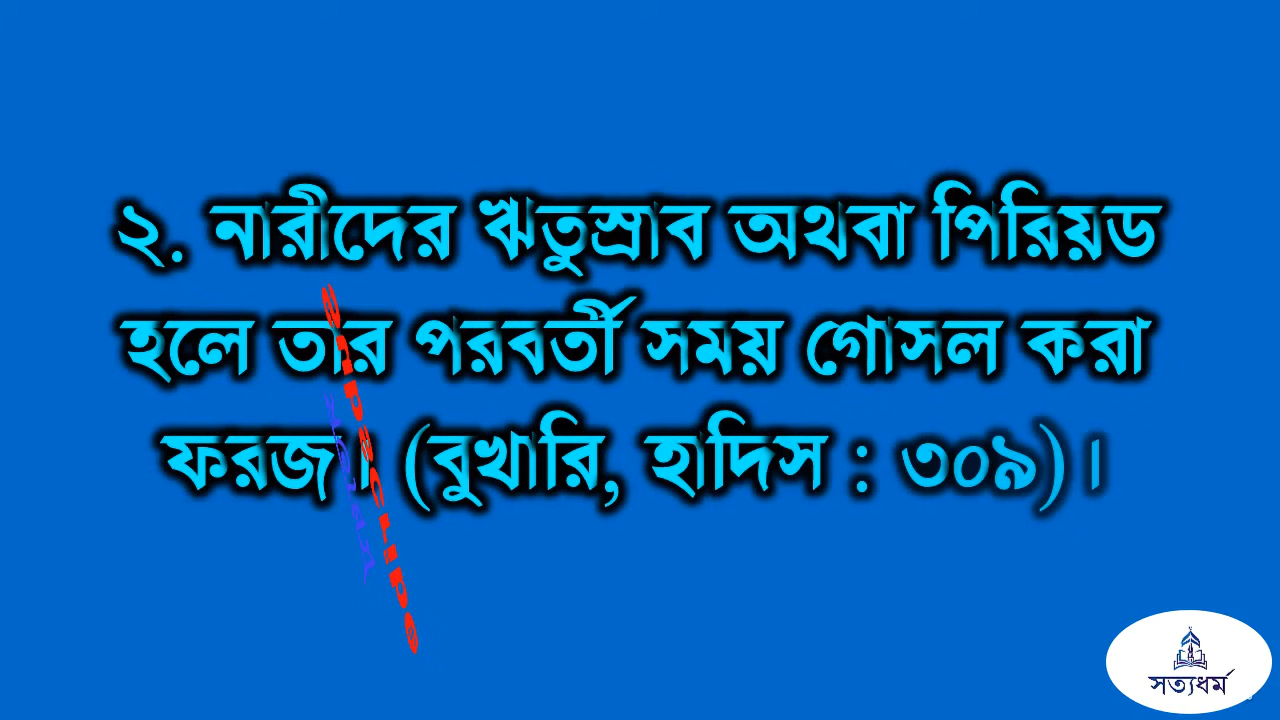 ২. নারীদের ঋতুস্রাব অথবা পিরিয়ড
হলে তার পরবর্তী সময় গোসল করা
ফরজ। (বুখারি, হাদিস : ৩০৯)।
সত্যধর্ম